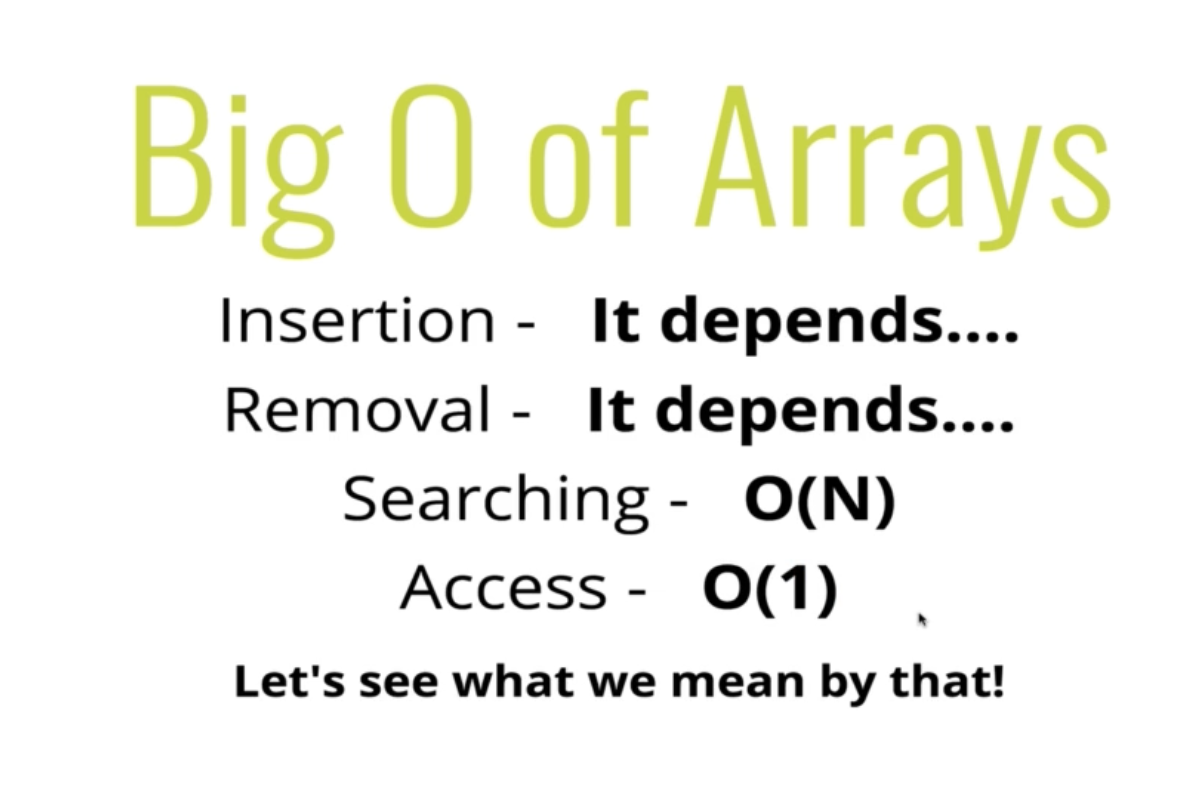 Big O of Arrays
Insertion - It depends....
Removal - It depends....
Searching - O(N)
Access - O(1)
Let's see what we mean by that!